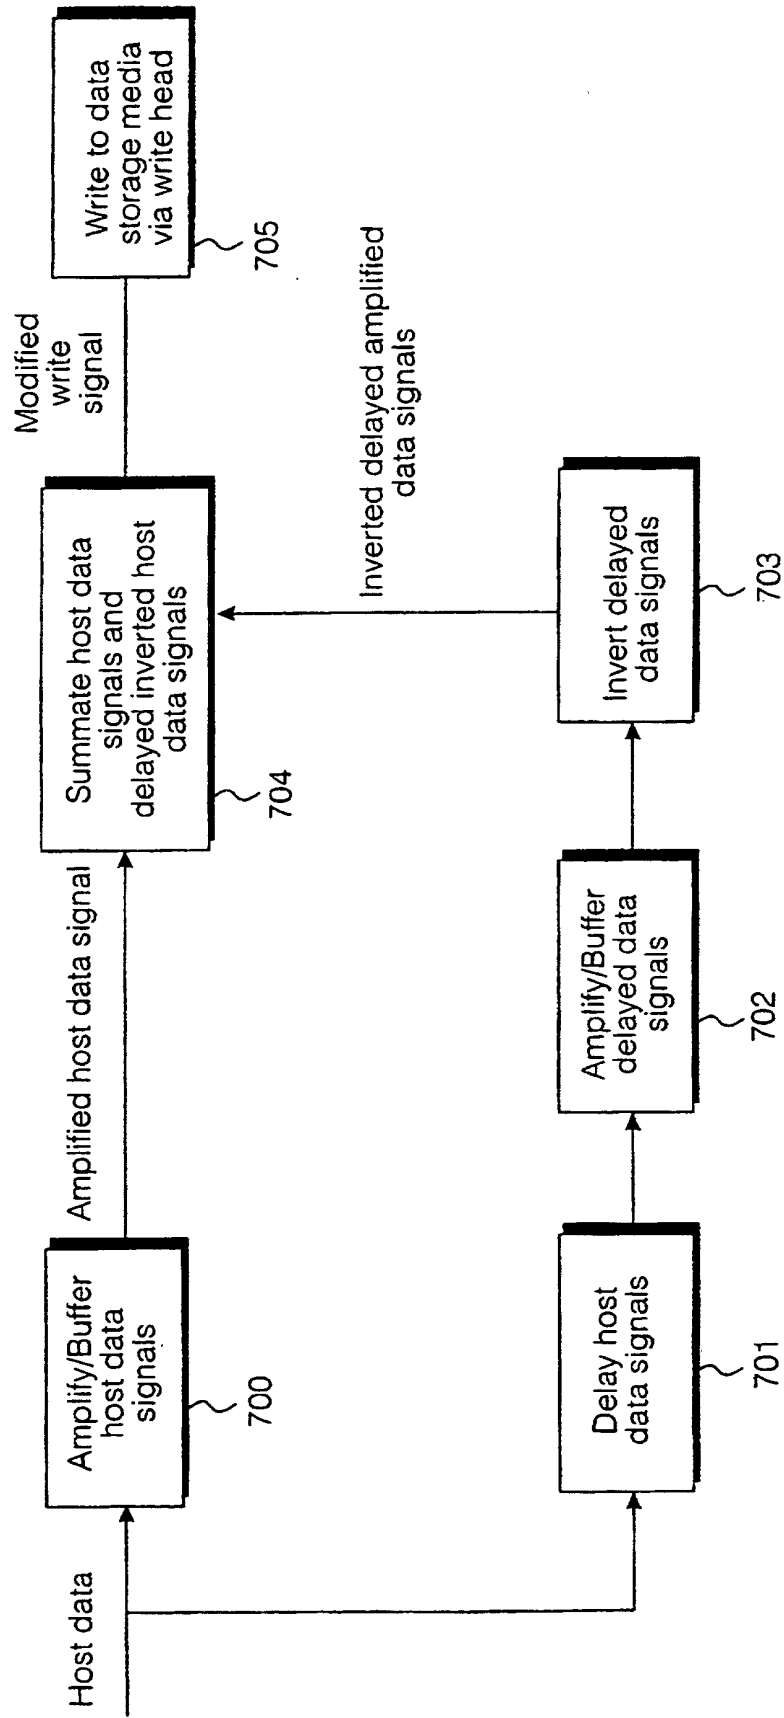 Host data
Amplify/Buffer
host data
signals
700
Amplified host data signal
Summate host data
signals and
delayed inverted host
data signals
704
Modified
write
signal
Write to data
storage media
via write head
705
Delay host
data signals
701
Amplify/Buffer
delayed data
signals
702
Invert delayed
data signals
703
Inverted delayed amplified
data signals